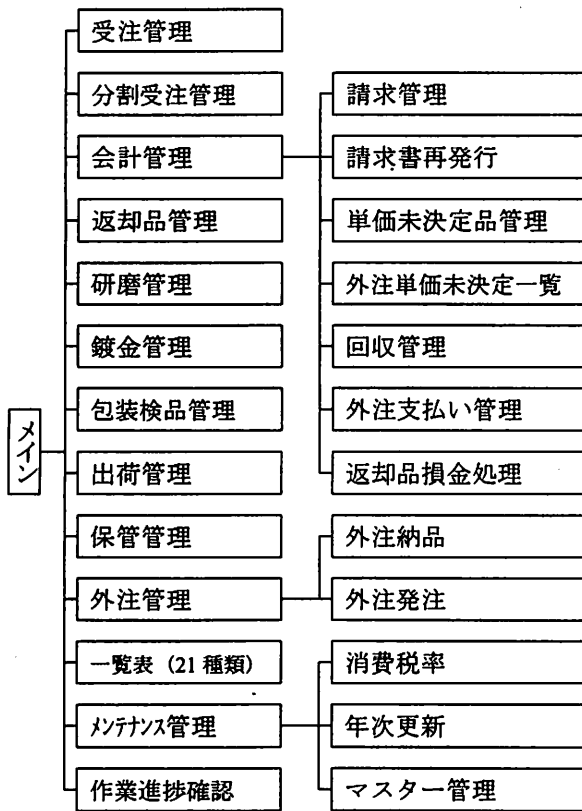 メイン
受注管理
分割受注管理
会計管理
返却品管理
研磨管理
鍍金管理
包装検品管理
出荷管理
保管管理
外注管理
一覧表（21種類）
メンテナンス管理
作業進捗確認
請求管理
請求書再発行
単価未決定品管理
外注単価未決定一覧
回収管理
外注支払い管理
返却品損金処理
外注納品
外注発注
消費税率
年次更新
マスター管理